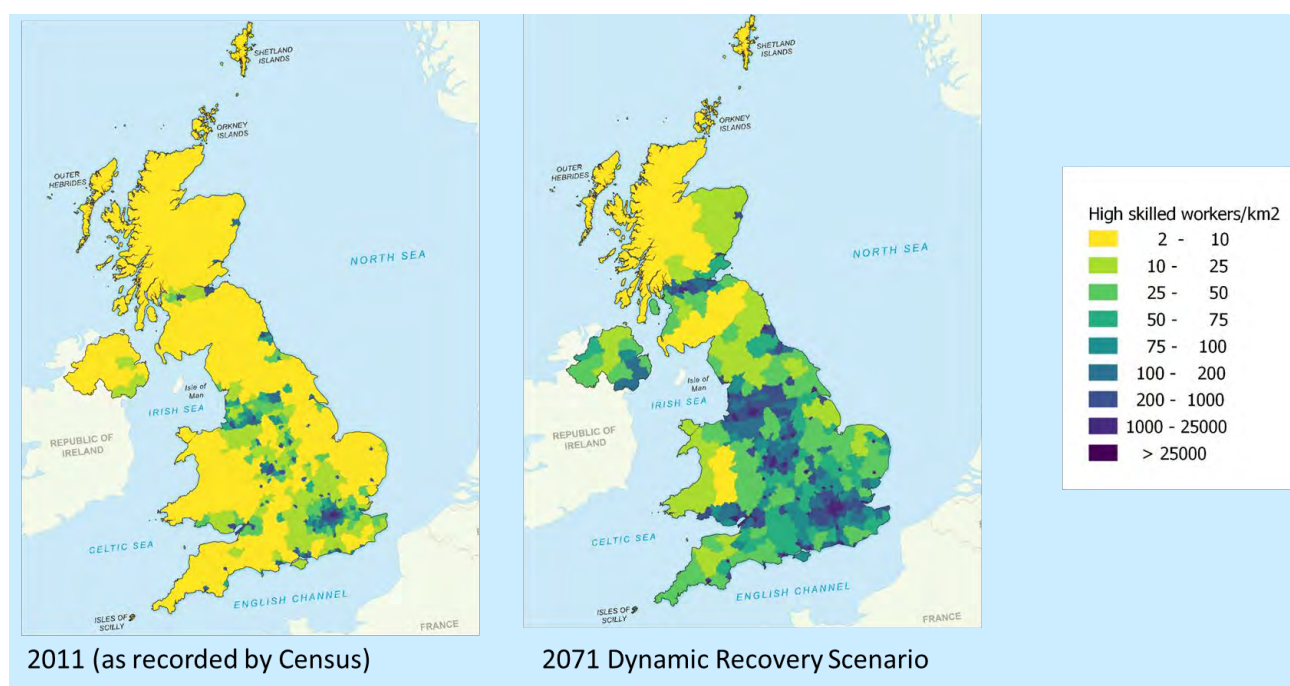 SHETLAND
ISLANDS
ORKNEY
ISLANDS
OUTER
HEBRIDES
NORTH SEA
Isle of
Man
IRISH SEA
REPUBLIC OF
IRELAND
CELTIC SEA
ENGLISH CHANNEL
ISLES OF
SCILLY
FRANCE
2011 (as recorded by Census)
SHETLAND
ISLANDS
ORKNEY
ISLANDS
OUTER
HEBRIDES
NORTH SEA
Isle of
Man
IRISH SEA
REPUBLIC OF
IRELAND
CELTIC SEA
ENGLISH CHANNEL
ISLES OF
SCILLY
FRANCE
2071 Dynamic Recovery Scenario
High skilled workers/km2
2 - 10
10 - 25
25 - 50
50 - 75
75 - 100
100 - 200
200 - 1000
1000 - 25000
> 25000